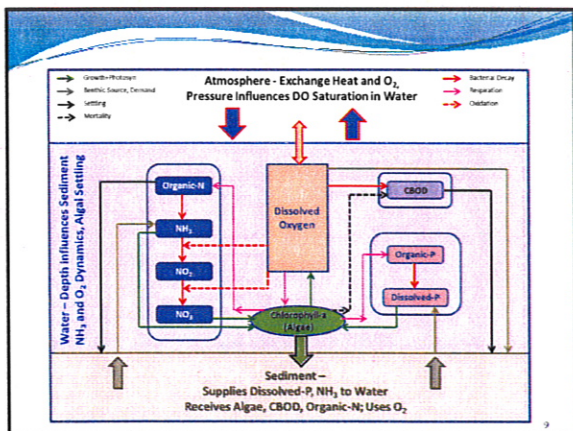 Growth+Photosyn
Benthic Source, Demand
Settling
Mortality
Atmosphere - Exchange Heat and O2,
Pressure Influences DO Saturation in Water
Bacterial Decay
Respiration
Oxidation
Water – Depth Influences Sediment
NH3 and O2 Dynamics, Algal Settling
Organic-N
NH3
NO2
NO3
Dissolved
Oxygen
CBOD
Organic-P
Dissolved-P
Chlorophyll-a
(Algae)
Sediment –
Supplies Dissolved-P, NH3 to Water
Receives Algae, CBOD, Organic-N; Uses O2
9